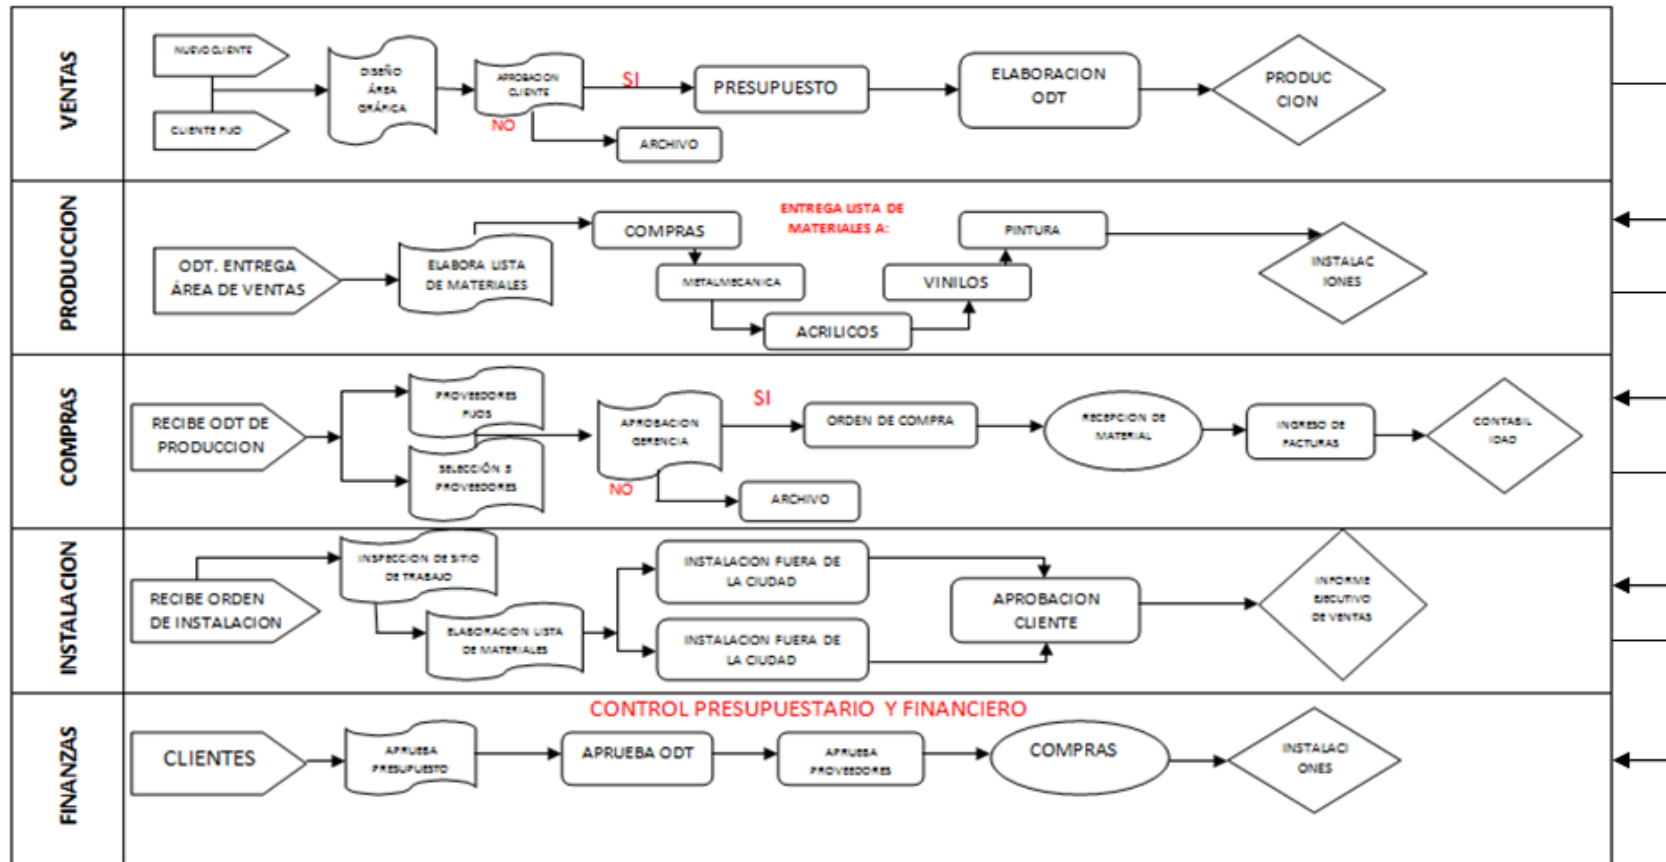 VENTAS
NUEVO CLIENTE
CLIENTE FIJO
DISEÑO
ÁREA
GRÁFICA
APROBACION
CLIENTE
SI
NO
PRESUPUESTO
ARCHIVO
ELABORACION
ODT
PRODUC
CION
PRODUCCION
ODT. ENTREGA
ÁREA DE VENTAS
ELABORA LISTA
DE MATERIALES
COMPRAS
METALMECANICA
ACRILICOS
ENTREGA LISTA DE
MATERIALES A:
VINILOS
PINTURA
INSTALAC
IONES
COMPRAS
RECIBE ODT DE
PRODUCCION
PROVEEDORES
FIJOS
SELECCIÓN 3
PROVEEDORES
APROBACION
GERENCIA
SI
NO
ORDEN DE COMPRA
ARCHIVO
RECEPCION DE
MATERIAL
INGRESO DE
FACTURAS
CONTABIL
IDAD
INSTALACION
RECIBE ORDEN
DE INSTALACION
INSPECCION DE SITIO
DE TRABAJO
ELABORACION LISTA
DE MATERIALES
INSTALACION FUERA DE
LA CIUDAD
INSTALACION FUERA DE
LA CIUDAD
APROBACION
CLIENTE
INFORME
EJECUTIVO
DE VENTAS
FINANZAS
CONTROL PRESUPUESTARIO Y FINANCIERO
CLIENTES
APRUEBA
PRESUPUESTO
APRUEBA ODT
APRUEBA
PROVEEDORES
COMPRAS
INSTALACI
ONES